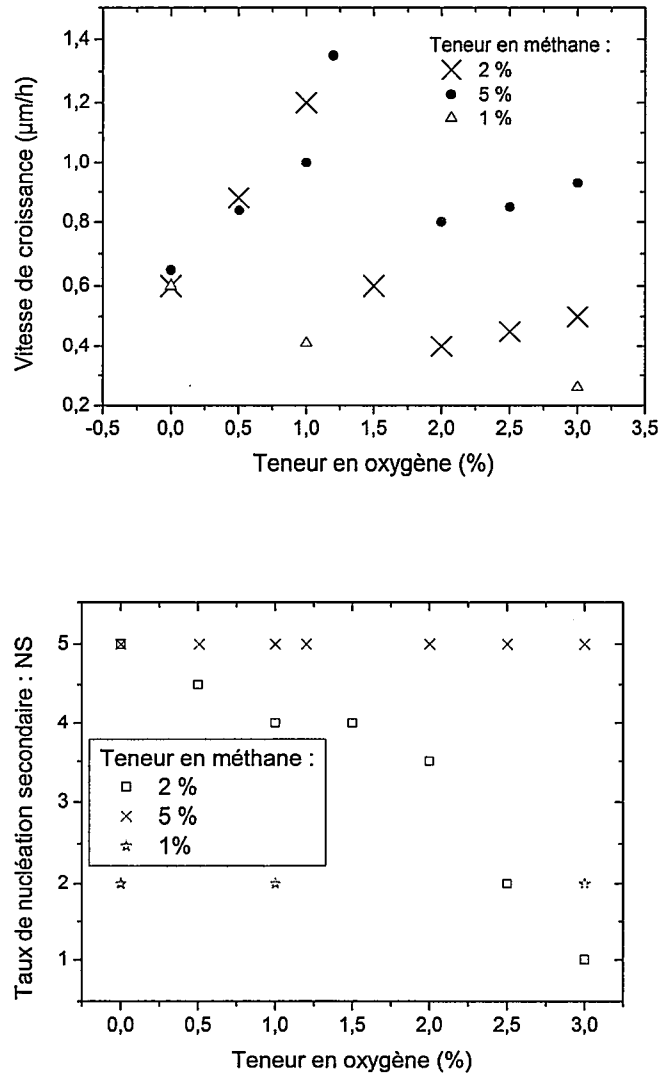 Vitesse de croissance (µm/h)
1,4
1,2
1,0
0,8
0,6
0,4
0,2
Teneur en méthane :
2 %
5 %
1 %
-0,5 0,0 0,5 1,0 1,5 2,0 2,5 3,0 3,5
Teneur en oxygène (%)
Taux de nucléation secondaire : NS
5
4
3
2
1
Teneur en méthane :
2 %
5 %
1%
0,0 0,5 1,0 1,5 2,0 2,5 3,0
Teneur en oxygène (%)